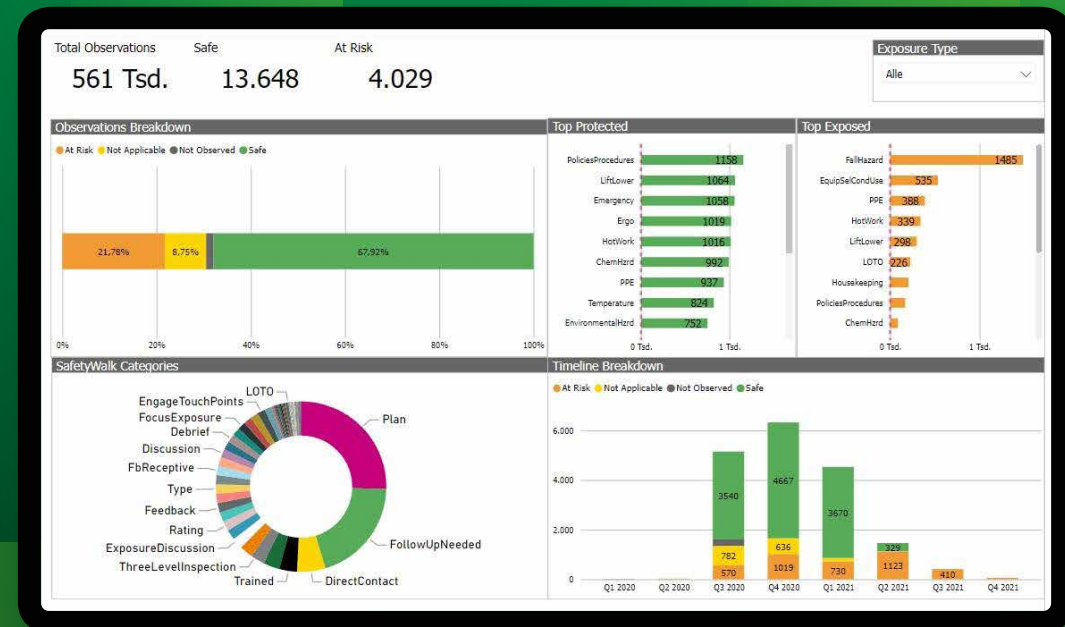 Total Observations
561 Tsd.
Safe
13.648
At Risk
4.029
Exposure Type
Alle
Observations Breakdown
At Risk Not Applicable Not Observed Safe
21,78% 8,75% 67,92%
0% 20% 40% 60% 80% 100%
Top Protected
PoliciesProcedures 1158
LiftLower 1064
Emergency 1058
Ergo 1019
HotWork 1016
ChemHzrd 992
PPE 937
Temperature 824
EnvironmentalHzrd 752
0 Tsd. 1 Tsd.
Top Exposed
FallHazard 1485
EquipSelCondUse 535
PPE 388
HotWork 339
LiftLower 298
LOTO 226
Housekeeping
PoliciesProcedures
ChemHzrd
0 Tsd. 1 Tsd.
SafetyWalk Categories
LOTO
EngageTouchPoints
FocusExposure
Debrief
Discussion
FbReceptive
Type
Feedback
Rating
ExposureDiscussion
ThreeLevelInspection
Trained
DirectContact
FollowUpNeeded
Plan
Timeline Breakdown
At Risk Not Applicable Not Observed Safe
6.000
4.000
2.000
0
3540
782
570
4667
636
1019
3670
730
329
1123
410
Q1 2020 Q2 2020 Q3 2020 Q4 2020 Q1 2021 Q2 2021 Q3 2021 Q4 2021